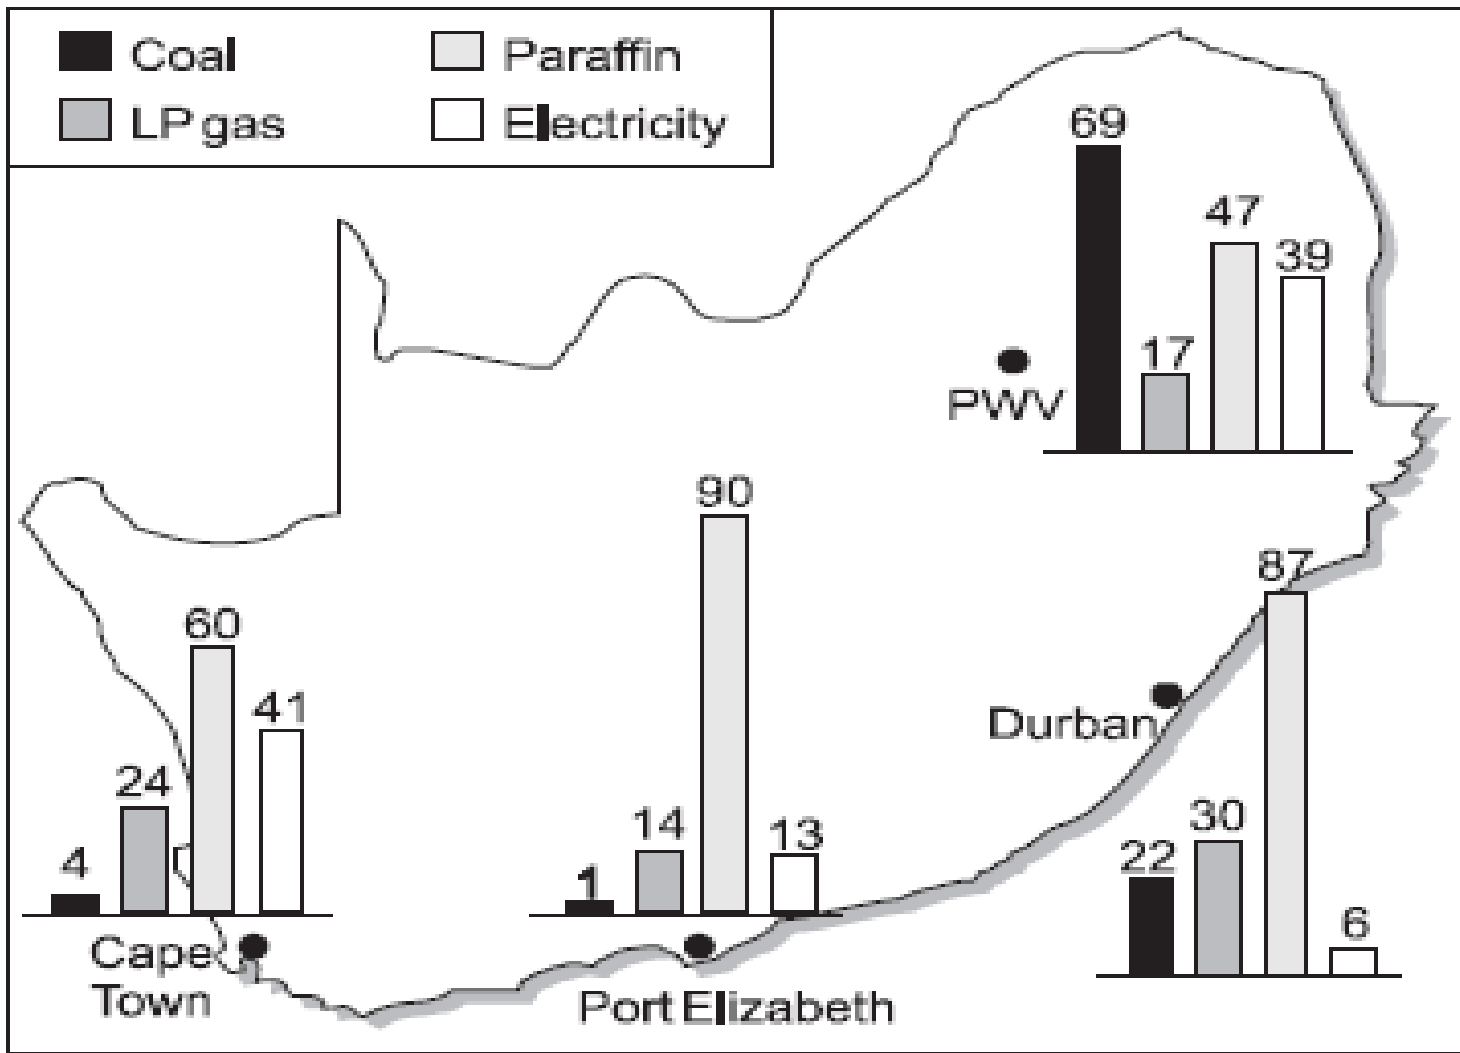 Coal
Paraffin
LP gas
Electricity
69
17
47
39
PWV
4
24
60
41
Cape
Town
1
14
90
13
Port Elizabeth
Durban
22
30
87
6